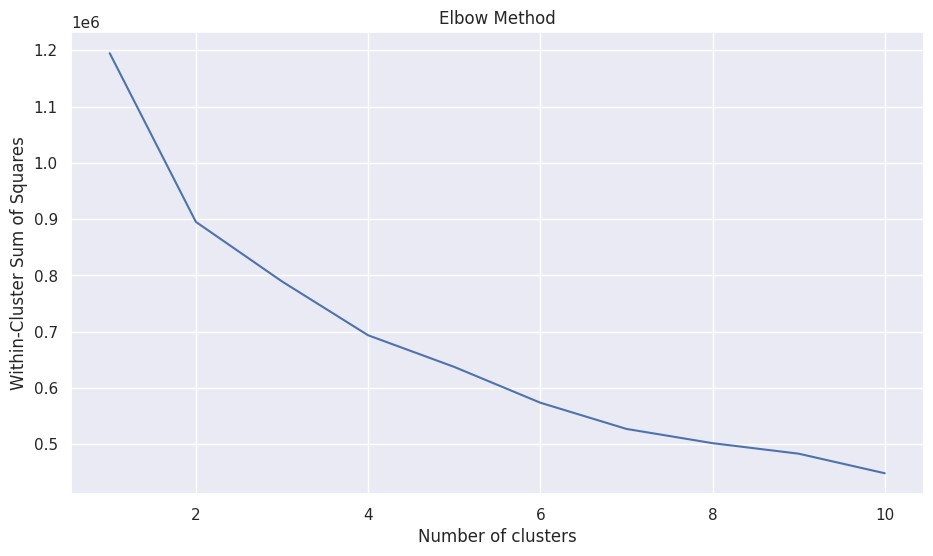 Elbow Method
1e6
1.2
1.1
1.0
0.9
0.8
0.7
0.6
0.5
Within-Cluster Sum of Squares
2 4 6 8 10
Number of clusters